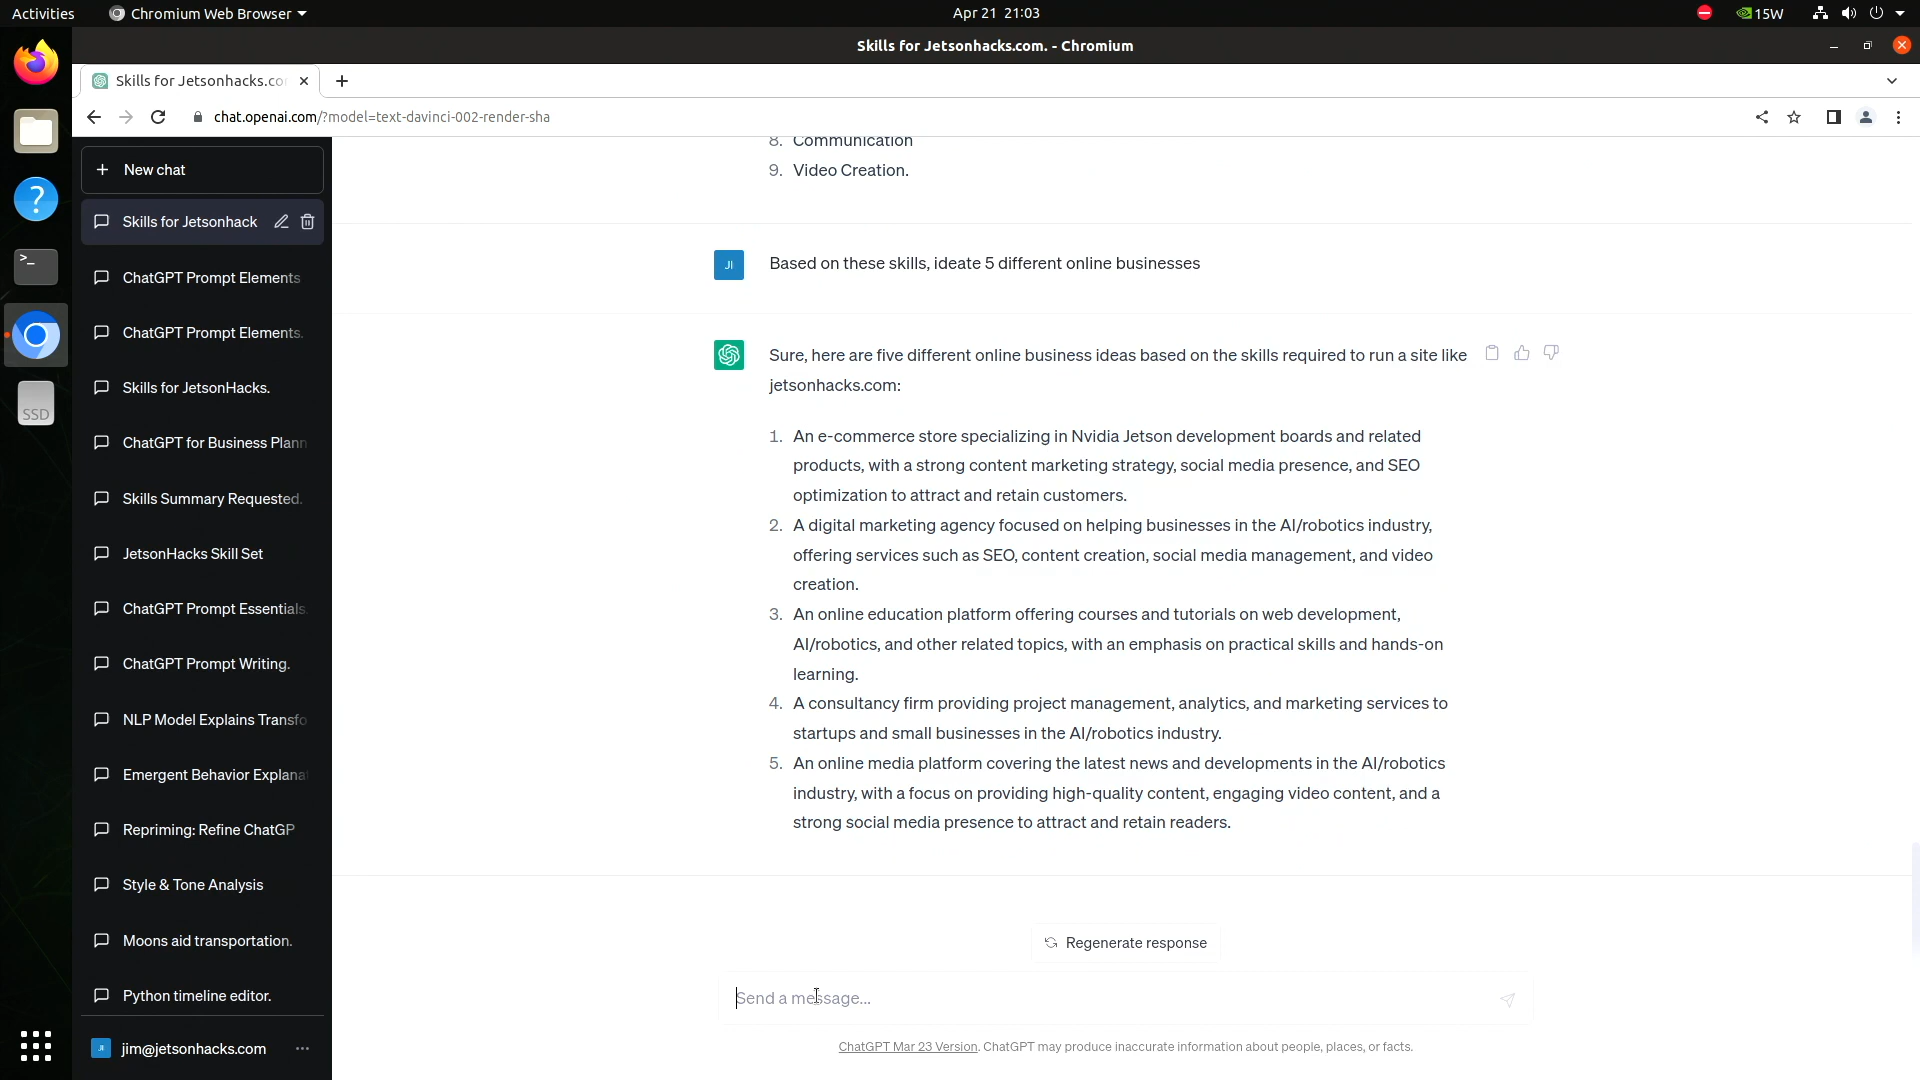 Activities
Chromium Web Browser
Apr 21 21:03
15W
Skills for Jetsonhacks.com. - Chromium
Skills for Jetsonhacks.co
chat.openai.com/?model=text-davinci-002-render-sha
>_
?
SSD
New chat
Skills for Jetsonhack
ChatGPT Prompt Elements
ChatGPT Prompt Elements.
Skills for JetsonHacks.
ChatGPT for Business Plann
Skills Summary Requested.
JetsonHacks Skill Set
ChatGPT Prompt Essentials.
ChatGPT Prompt Writing.
NLP Model Explains Transfo
Emergent Behavior Explana
Repriming: Refine ChatGP
Style & Tone Analysis
Moons aid transportation.
Python timeline editor.
JI jim@jetsonhacks.com
8. Communication
9. Video Creation.
JI Based on these skills, ideate 5 different online businesses
Sure, here are five different online business ideas based on the skills required to run a site like
jetsonhacks.com:
1. An e-commerce store specializing in Nvidia Jetson development boards and related
products, with a strong content marketing strategy, social media presence, and SEO
optimization to attract and retain customers.
2. A digital marketing agency focused on helping businesses in the AI/robotics industry,
offering services such as SEO, content creation, social media management, and video
creation.
3. An online education platform offering courses and tutorials on web development,
AI/robotics, and other related topics, with an emphasis on practical skills and hands-on
learning.
4. A consultancy firm providing project management, analytics, and marketing services to
startups and small businesses in the AI/robotics industry.
5. An online media platform covering the latest news and developments in the AI/robotics
industry, with a focus on providing high-quality content, engaging video content, and a
strong social media presence to attract and retain readers.
Regenerate response
Send a message...
ChatGPT Mar 23 Version. ChatGPT may produce inaccurate information about people, places, or facts.